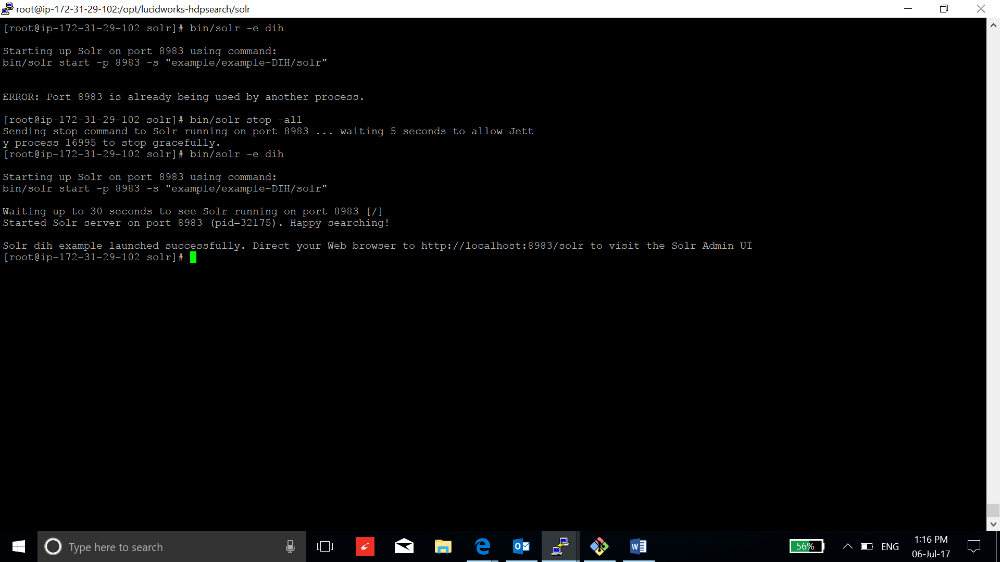 root@ip-172-31-29-102:/opt/lucidworks-hdpsearch/solr
[root@ip-172-31-29-102 solr]# bin/solr -e dih
Starting up Solr on port 8983 using command:
bin/solr start -p 8983 -s "example/example-DIH/solr"
ERROR: Port 8983 is already being used by another process.
[root@ip-172-31-29-102 solr]# bin/solr stop -all
Sending stop command to Solr running on port 8983 ... waiting 5 seconds to allow Jett
y process 16995 to stop gracefully.
[root@ip-172-31-29-102 solr]# bin/solr -e dih
Starting up Solr on port 8983 using command:
bin/solr start -p 8983 -s "example/example-DIH/solr"
Waiting up to 30 seconds to see Solr running on port 8983 [/]
Started Solr server on port 8983 (pid=32175). Happy searching!
Solr dih example launched successfully. Direct your Web browser to http://localhost:8983/solr to visit the Solr Admin UI
[root@ip-172-31-29-102 solr]#
Type here to search
56%
ENG
1:16 PM
06-Jul-17